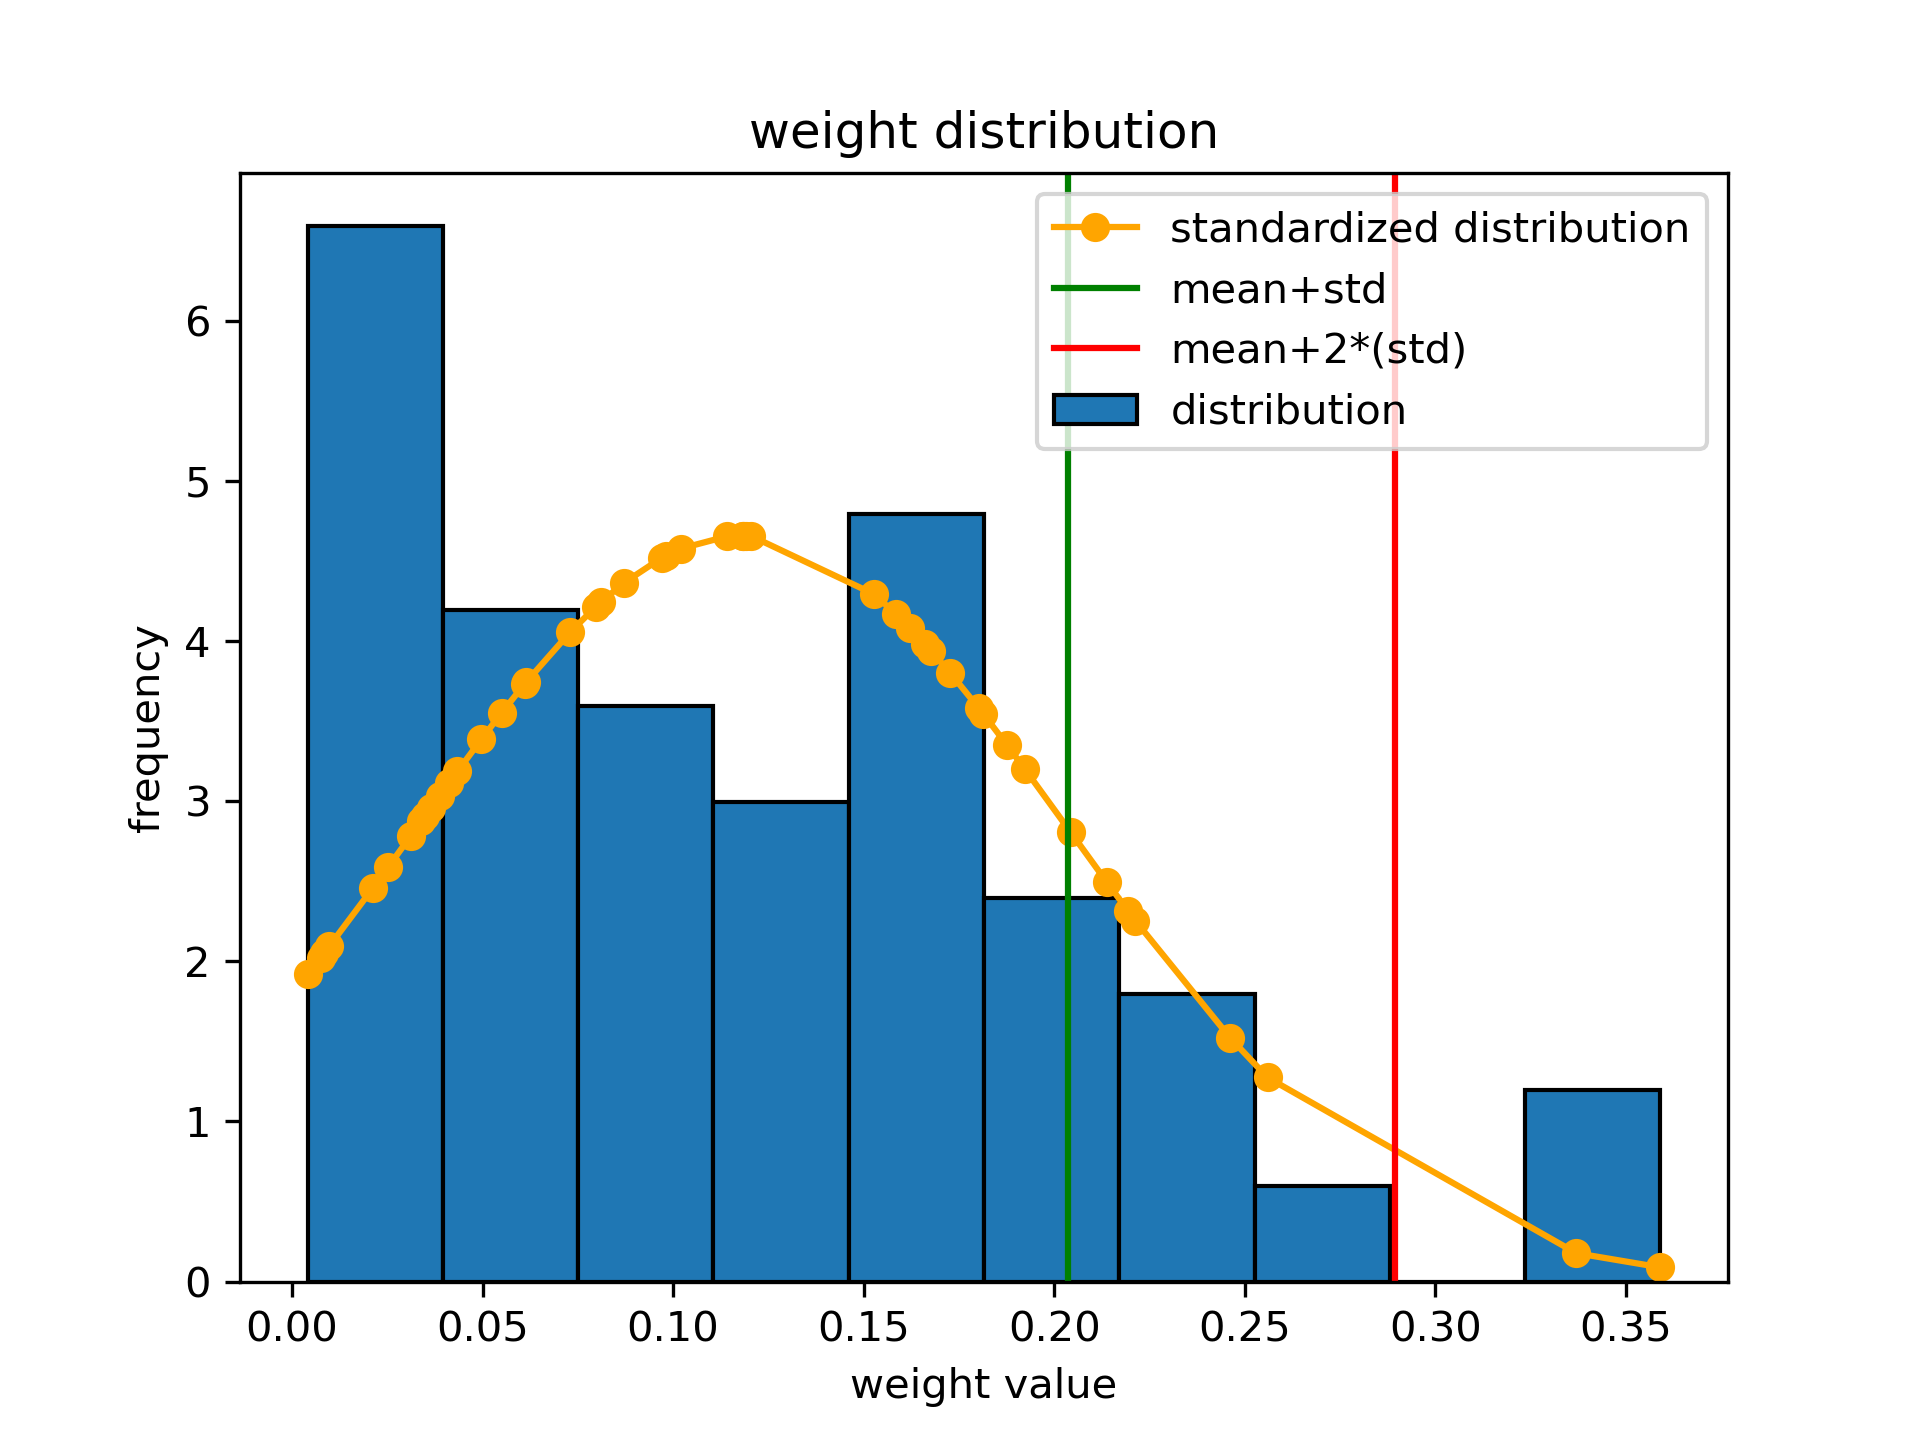 weight distribution
standardized distribution
mean+std
mean+2*(std)
distribution
frequency
6
5
4
3
2
1
0
0.00 0.05 0.10 0.15 0.20 0.25 0.30 0.35
weight value